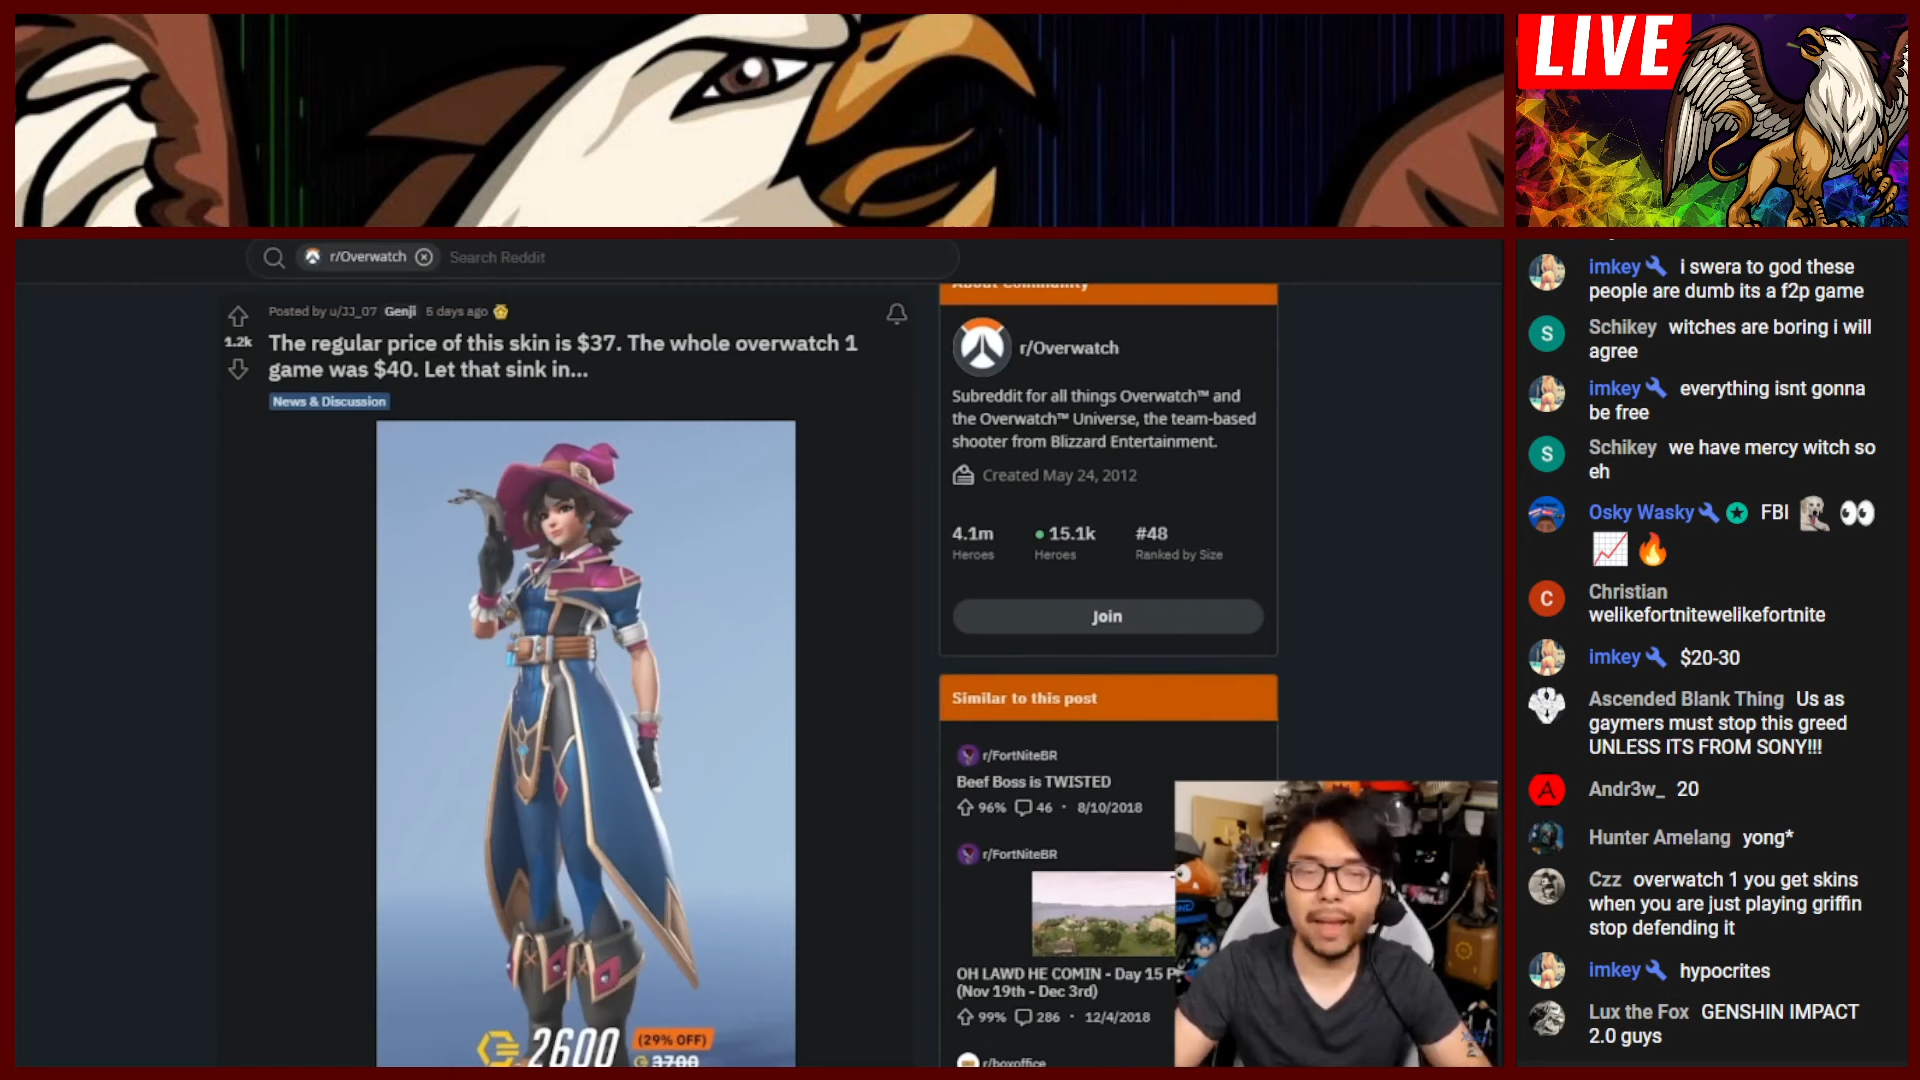 LIVE
r/Overwatch
Search Reddit
About Community
Posted by u/JJ_07 Genji 5 days ago
1.2k
The regular price of this skin is $37. The whole overwatch 1
game was $40. Let that sink in...
News & Discussion
2600
(29% OFF)
3700
r/Overwatch
Subreddit for all things Overwatch™ and
the Overwatch™ Universe, the team-based
shooter from Blizzard Entertainment.
Created May 24, 2012
4.1m
Heroes
15.1k
Heroes
#48
Ranked by Size
Join
Similar to this post
r/FortNiteBR
Beef Boss is TWISTED
96% 46 · 8/10/2018
r/FortNiteBR
OH LAWD HE COMIN - Day 15 P
(Nov 19th - Dec 3rd)
99% 286 · 12/4/2018
r/boxoffice
imkey i swera to god these
people are dumb its a f2p game
S
Schikey witches are boring i will
agree
imkey everything isnt gonna
be free
S
Schikey we have mercy witch so
eh
Osky Wasky FBI
C
Christian
welikefortnitewelikefortnite
imkey $20-30
Ascended Blank Thing Us as
gaymers must stop this greed
UNLESS ITS FROM SONY!!!
A
Andr3w_ 20
Hunter Amelang yong*
Czz overwatch 1 you get skins
when you are just playing griffin
stop defending it
imkey hypocrites
Lux the Fox GENSHIN IMPACT
2.0 guys